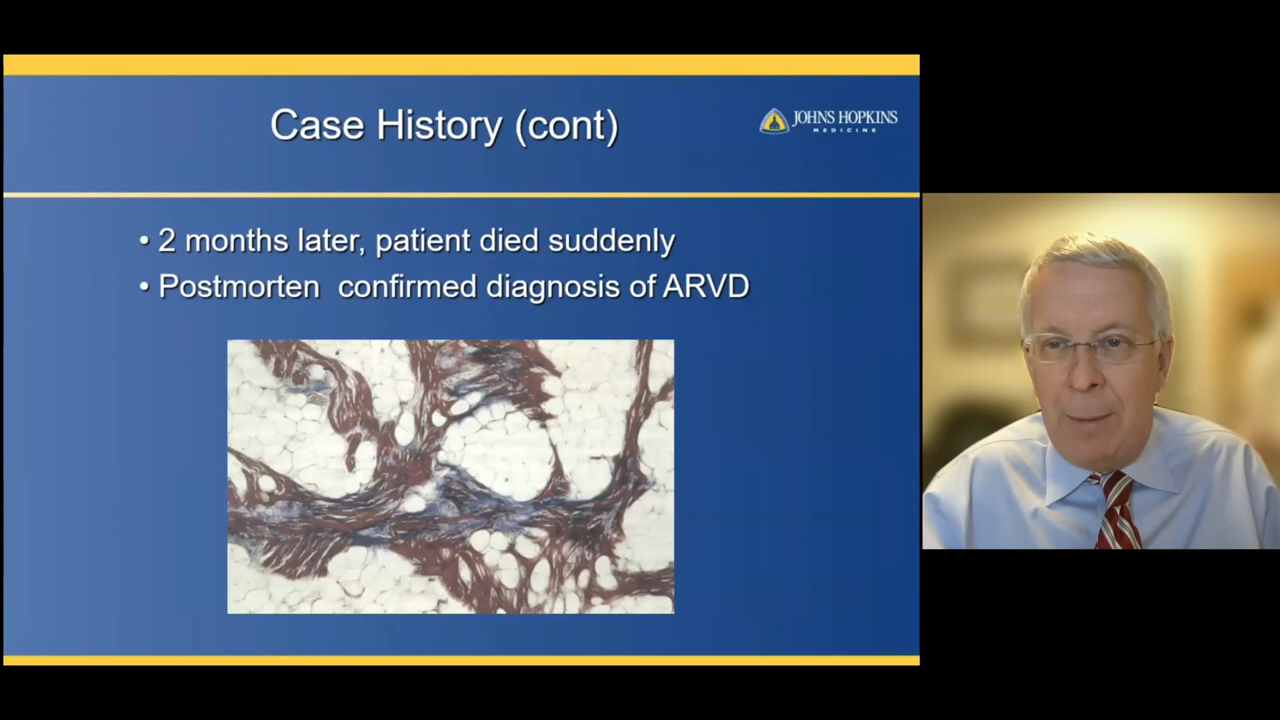 Case History (cont)
JOHNS HOPKINS
MEDICINE
• 2 months later, patient died suddenly
• Postmorten confirmed diagnosis of ARVD